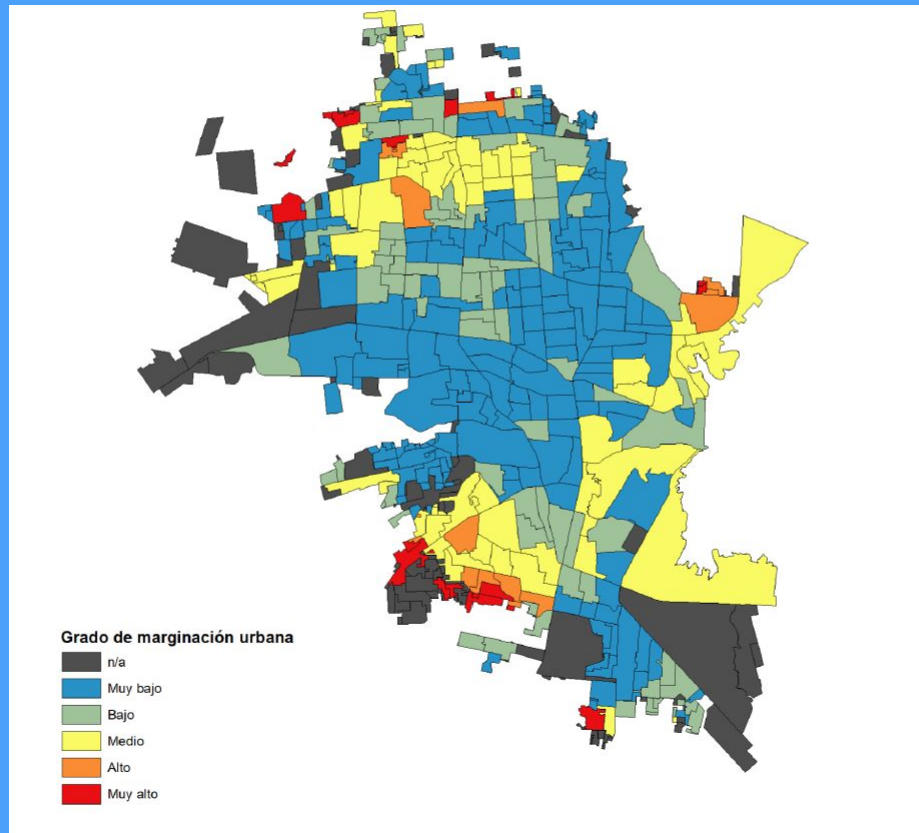 Grado de marginación urbana
n/a
Muy bajo
Bajo
Medio
Alto
Muy alto